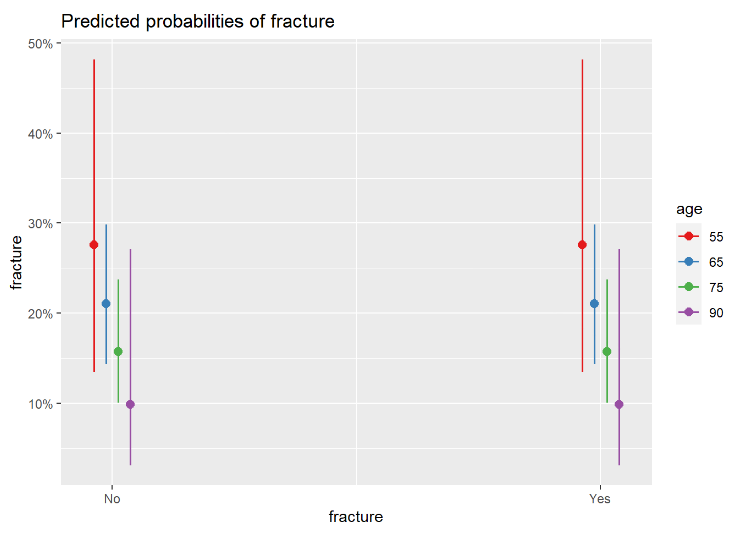 Predicted probabilities of fracture
50%
40%
30%
20%
10%
fracture
No
Yes
fracture
age
55
65
75
90